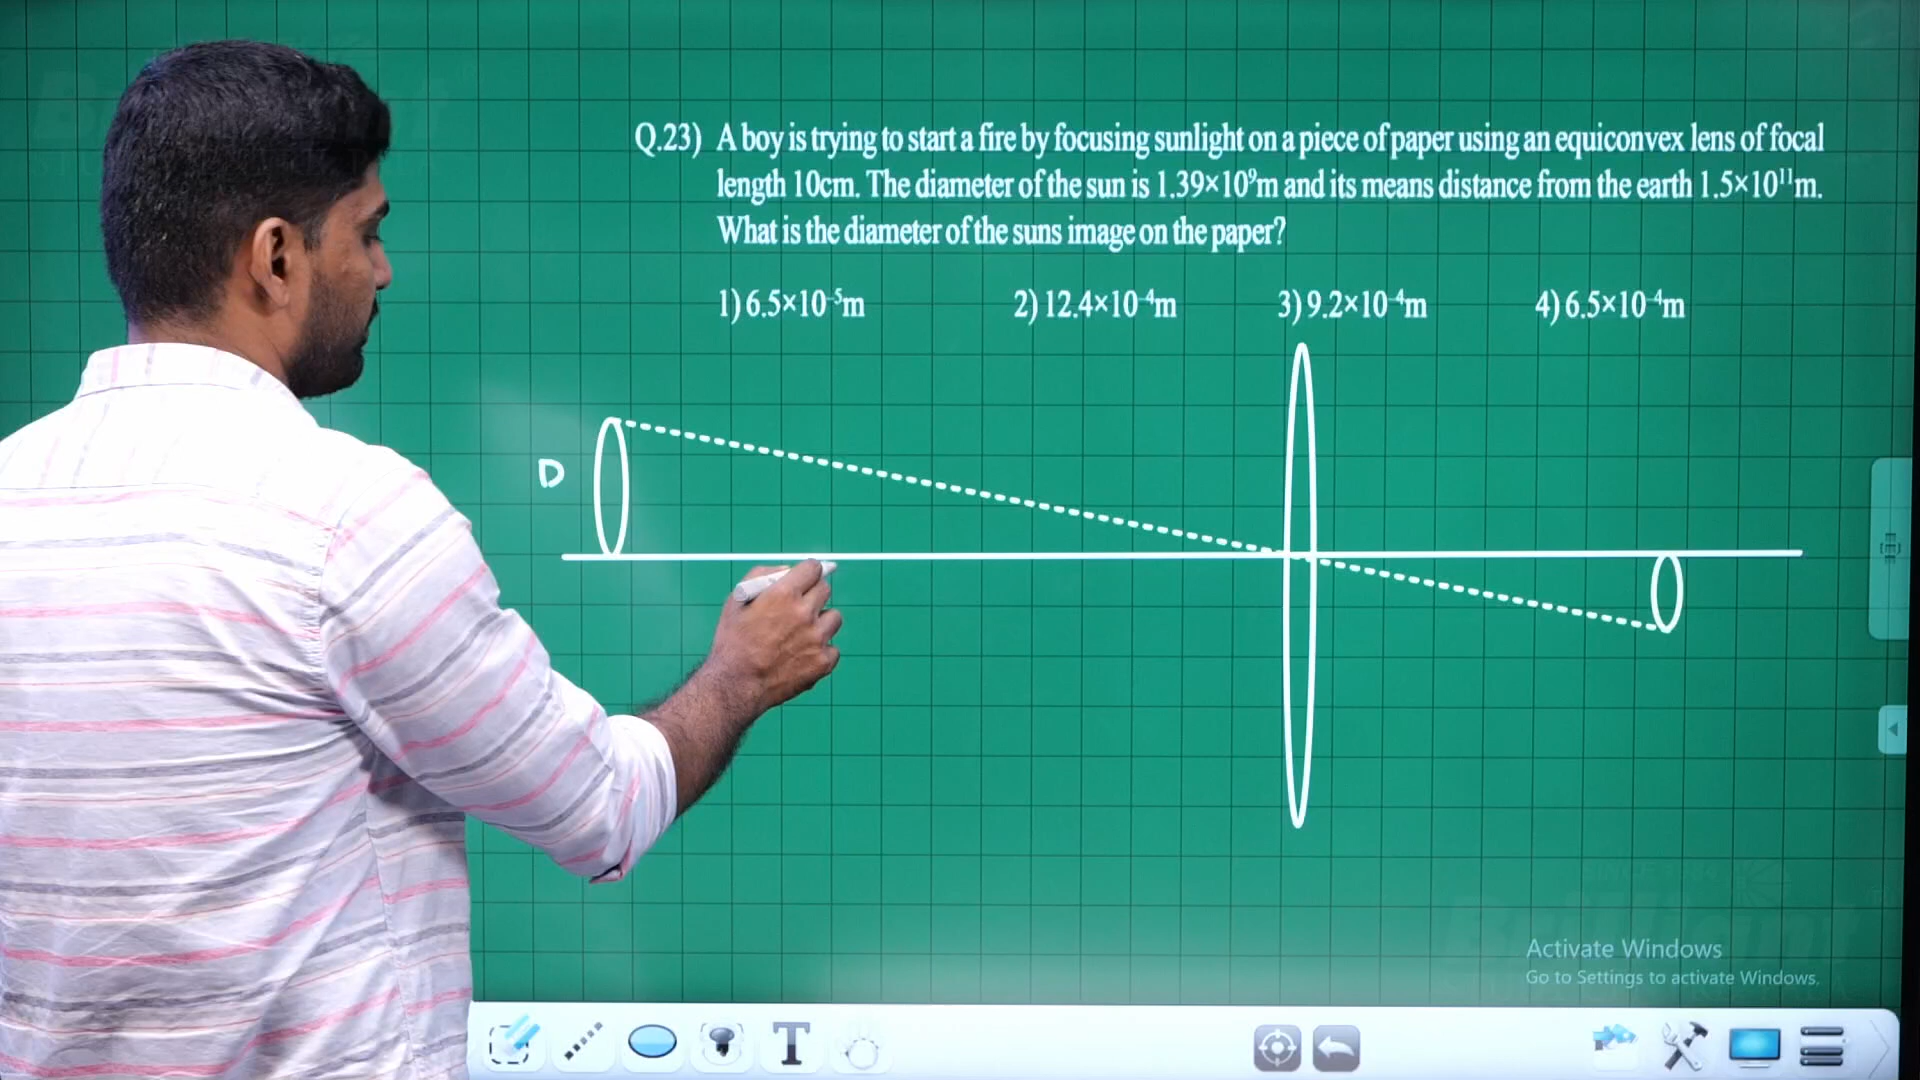 Q.23) A boy is trying to start a fire by focusing sunlight on a piece of paper using an equiconvex lens of focal
length 10cm. The diameter of the sun is 1.39×10⁹m and its means distance from the earth 1.5×10¹¹m.
What is the diameter of the suns image on the paper?
1) 6.5×10⁻⁵m 2) 12.4×10⁻⁴m 3) 9.2×10⁻⁴m 4) 6.5×10⁻⁴m
D
Activate Windows
Go to Settings to activate Windows.
T